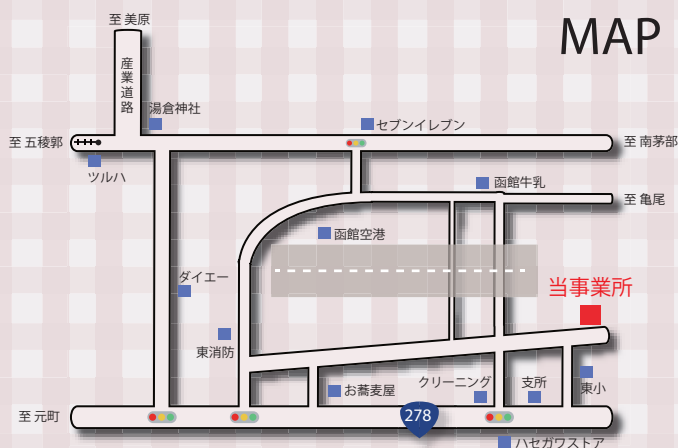 至 美原
MAP
産業道路
湯倉神社
セブンイレブン
至 五稜郭
至 南茅部
ツルハ
函館牛乳
至 亀尾
函館空港
ダイエー
当事業所
東消防
クリーニング
支所
東小
お蕎麦屋
至 元町
278
ハセガワストア